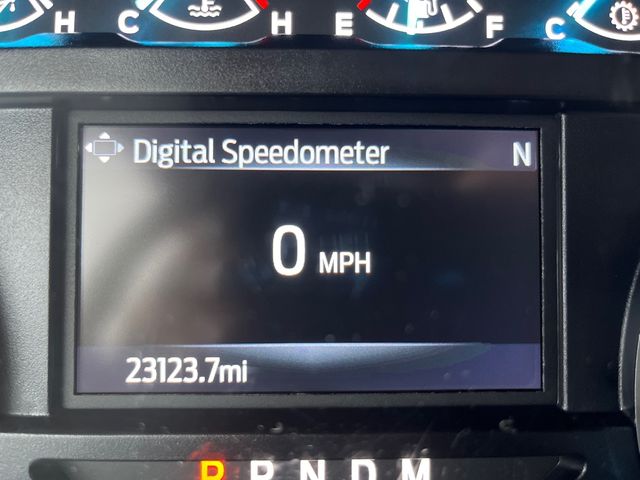 H C H E F C
Digital Speedometer N
0 MPH
23123.7mi
P R N D M